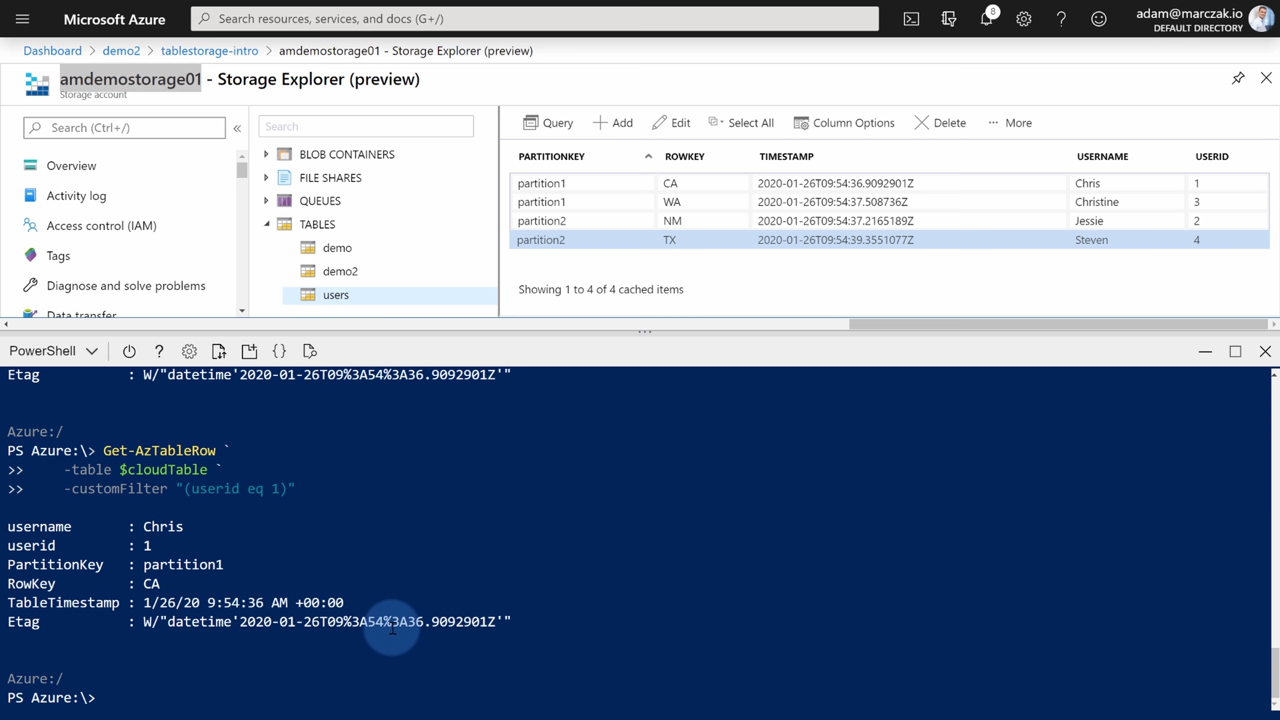 Microsoft Azure
Search resources, services, and docs (G+/)
8
adam@marczak.io
DEFAULT DIRECTORY
Dashboard > demo2 > tablestorage-intro > amdemostorage01 - Storage Explorer (preview)
amdemostorage01 - Storage Explorer (preview)
Storage account
Search (Ctrl+/)
«
Overview
Activity log
Access control (IAM)
Tags
Diagnose and solve problems
Data transfer
Search
BLOB CONTAINERS
FILE SHARES
QUEUES
TABLES
demo
demo2
users
Query Add Edit Select All Column Options Delete More
PARTITIONKEY ROWKEY TIMESTAMP USERNAME USERID
partition1 CA 2020-01-26T09:54:36.9092901Z Chris 1
partition1 WA 2020-01-26T09:54:37.508736Z Christine 3
partition2 NM 2020-01-26T09:54:37.2165189Z Jessie 2
partition2 TX 2020-01-26T09:54:39.3551077Z Steven 4
Showing 1 to 4 of 4 cached items
PowerShell ? {}
Etag : W/"datetime'2020-01-26T09%3A54%3A36.9092901Z'"
Azure:/
PS Azure:\> Get-AzTableRow `
>> -table $cloudTable `
>> -customFilter "(userid eq 1)"
username : Chris
userid : 1
PartitionKey : partition1
RowKey : CA
TableTimestamp : 1/26/20 9:54:36 AM +00:00
Etag : W/"datetime'2020-01-26T09%3A54%3A36.9092901Z'"
Azure:/
PS Azure:\>